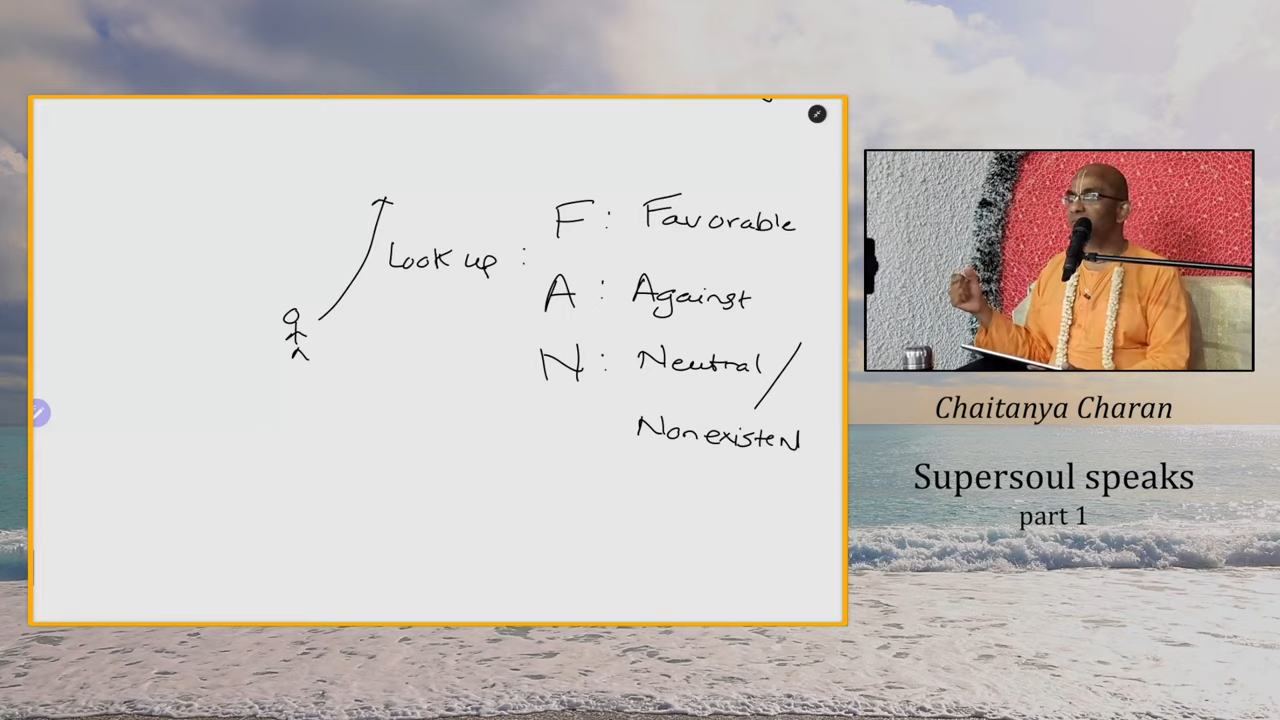 Look up :
F : Favorable
A : Against
N : Neutral /
Nonexisten
Chaitanya Charan
Supersoul speaks
part 1